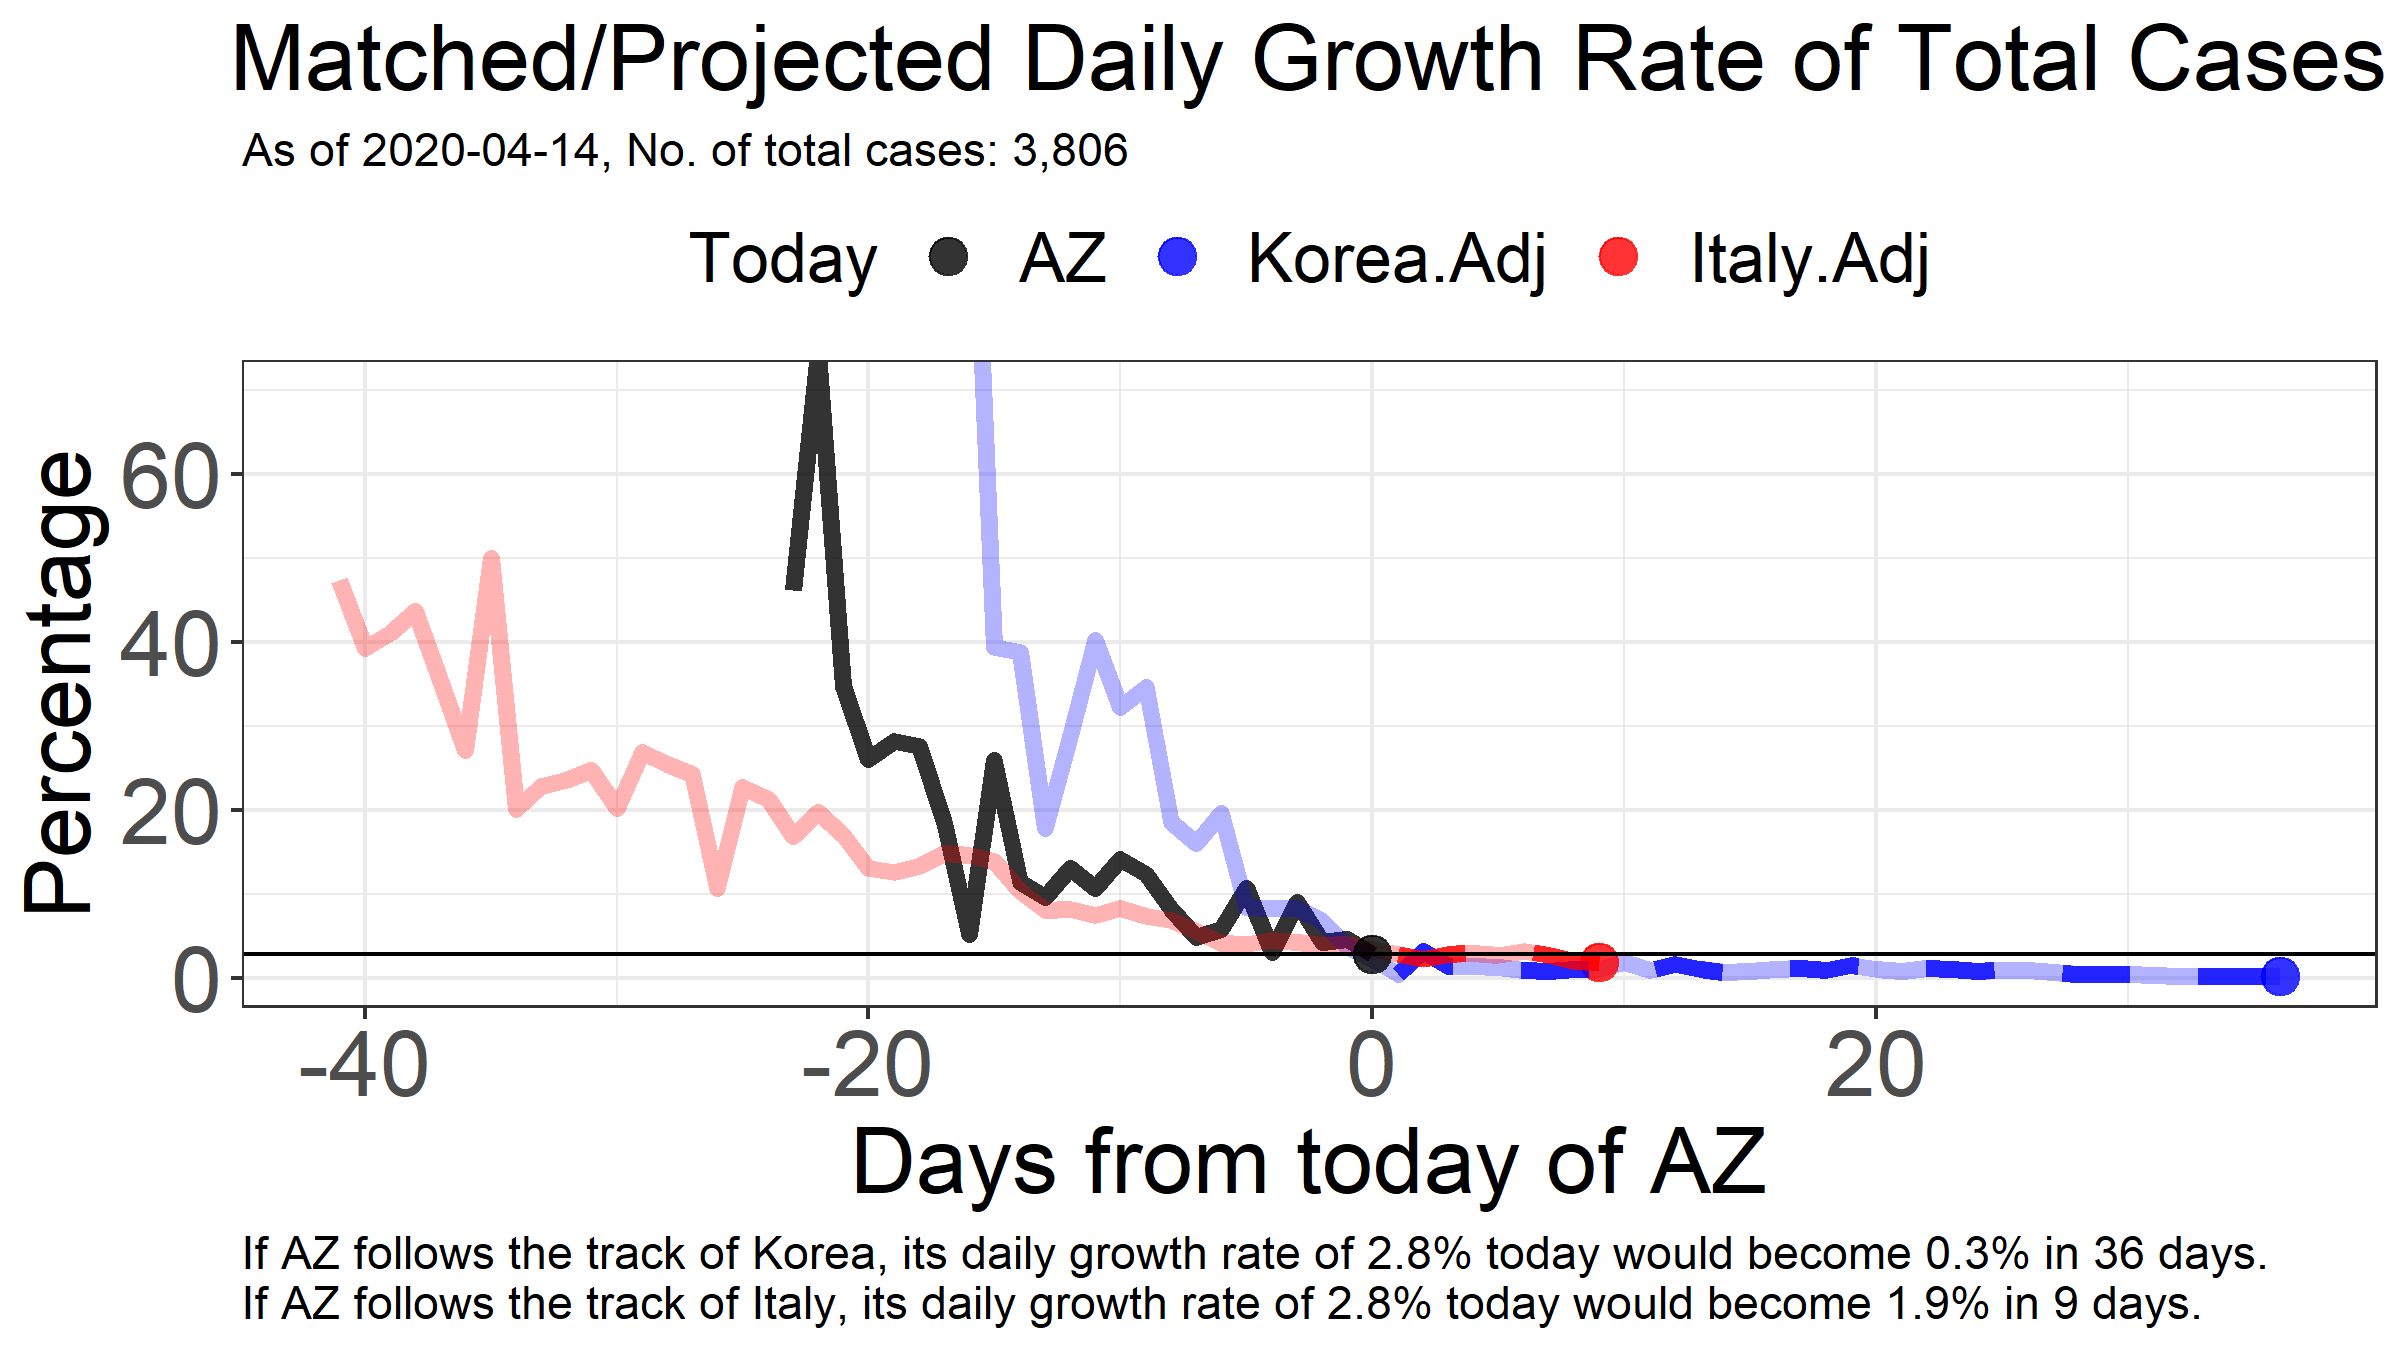 Matched/Projected Daily Growth Rate of Total Cases
As of 2020-04-14, No. of total cases: 3,806
Today AZ Korea.Adj Italy.Adj
Percentage
60
40
20
0
-40 -20 0 20
Days from today of AZ
If AZ follows the track of Korea, its daily growth rate of 2.8% today would become 0.3% in 36 days.
If AZ follows the track of Italy, its daily growth rate of 2.8% today would become 1.9% in 9 days.